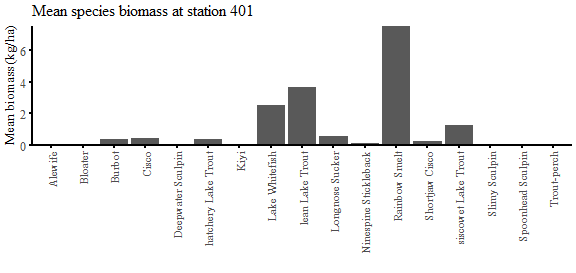 Mean species biomass at station 401
Mean biomass (kg/ha)
6
4
2
0
Alewife
Bloater
Burbot
Cisco
Deepwater Sculpin
hatchery Lake Trout
Kiyi
Lake Whitefish
lean Lake Trout
Longnose Sucker
Ninespine Stickleback
Rainbow Smelt
Shortjaw Cisco
siscowet Lake Trout
Slimy Sculpin
Spoonhead Sculpin
Trout-perch